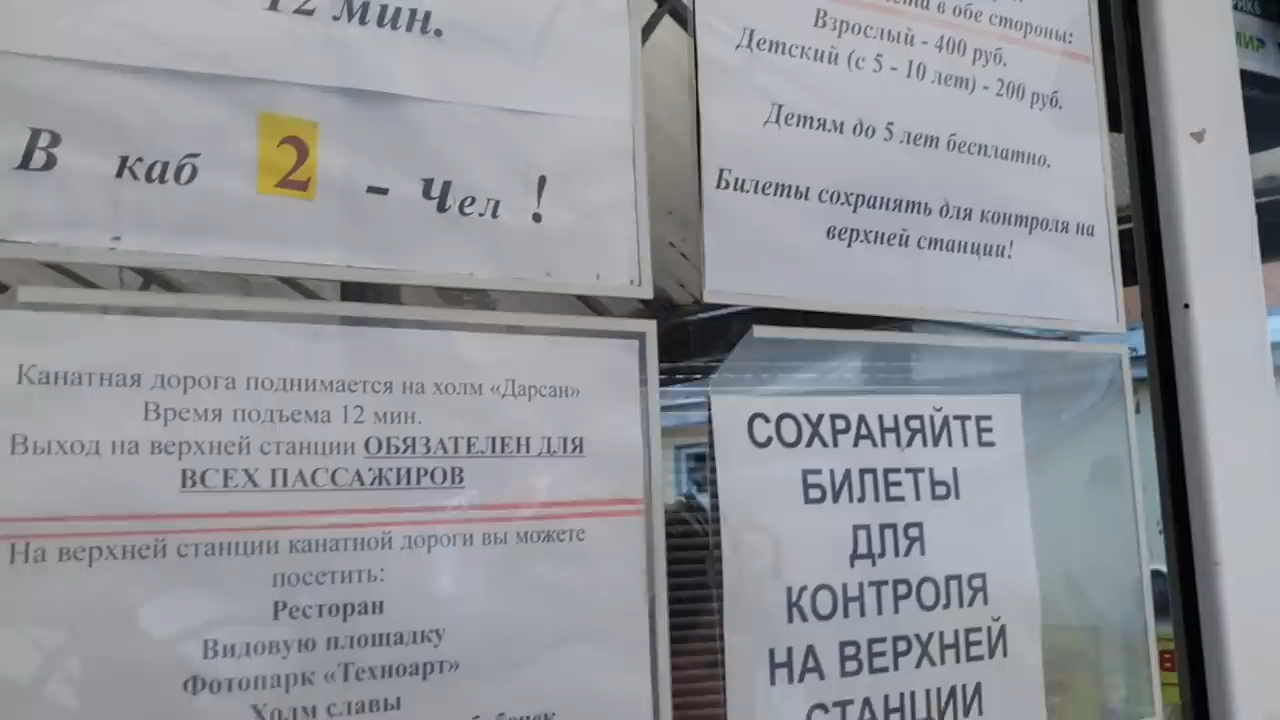 12 мин.
В каб 2 - Чел !
в обе стороны:
Взрослый - 400 руб.
Детский (с 5 - 10 лет) - 200 руб.
Детям до 5 лет бесплатно.
Билеты сохранять для контроля на
верхней станции!
Канатная дорога поднимается на холм «Дарсан»
Время подъема 12 мин.
Выход на верхней станции ОБЯЗАТЕЛЕН ДЛЯ
ВСЕХ ПАССАЖИРОВ
На верхней станции канатной дороги вы можете
посетить:
Ресторан
Видовую площадку
Фотопарк «Техноарт»
Холм славы
СОХРАНЯЙТЕ
БИЛЕТЫ
ДЛЯ
КОНТРОЛЯ
НА ВЕРХНЕЙ
СТАНЦИИ